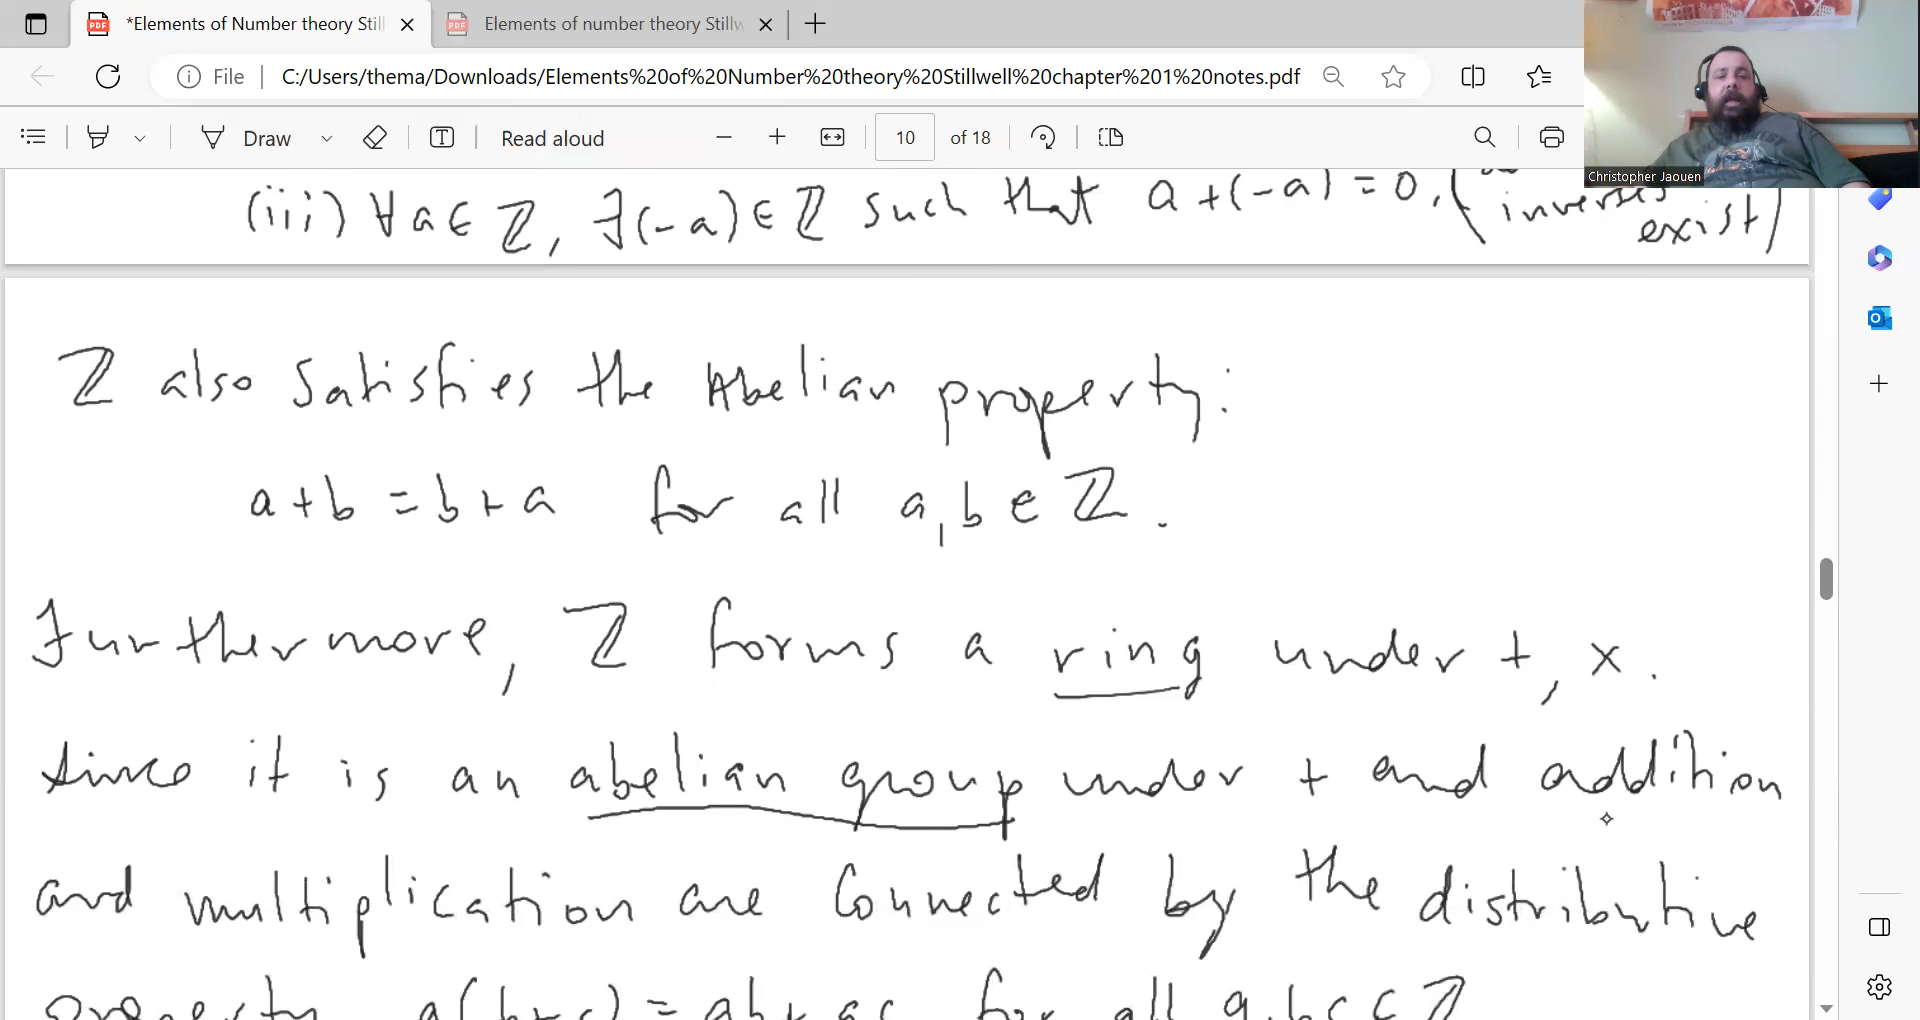 *Elements of Number theory Still
Elements of number theory Stillw
File
C:/Users/thema/Downloads/Elements%20of%20Number%20theory%20Stillwell%20chapter%201%20notes.pdf
Draw
Read aloud
10
of 18
Christopher Jaouen
(iii) ∀a∈ℤ, ∃(-a)∈ℤ such that a+(-a)=0. (
inverses
exist)
ℤ also satisfies the Abelian property:
a+b = b+a for all a,b ∈ ℤ.
Furthermore, ℤ forms a ring under +, x.
since it is an abelian group under + and addition
and multiplication are connected by the distributive
property a(b+c) = ab+ac for all a,b,c ∈ ℤ